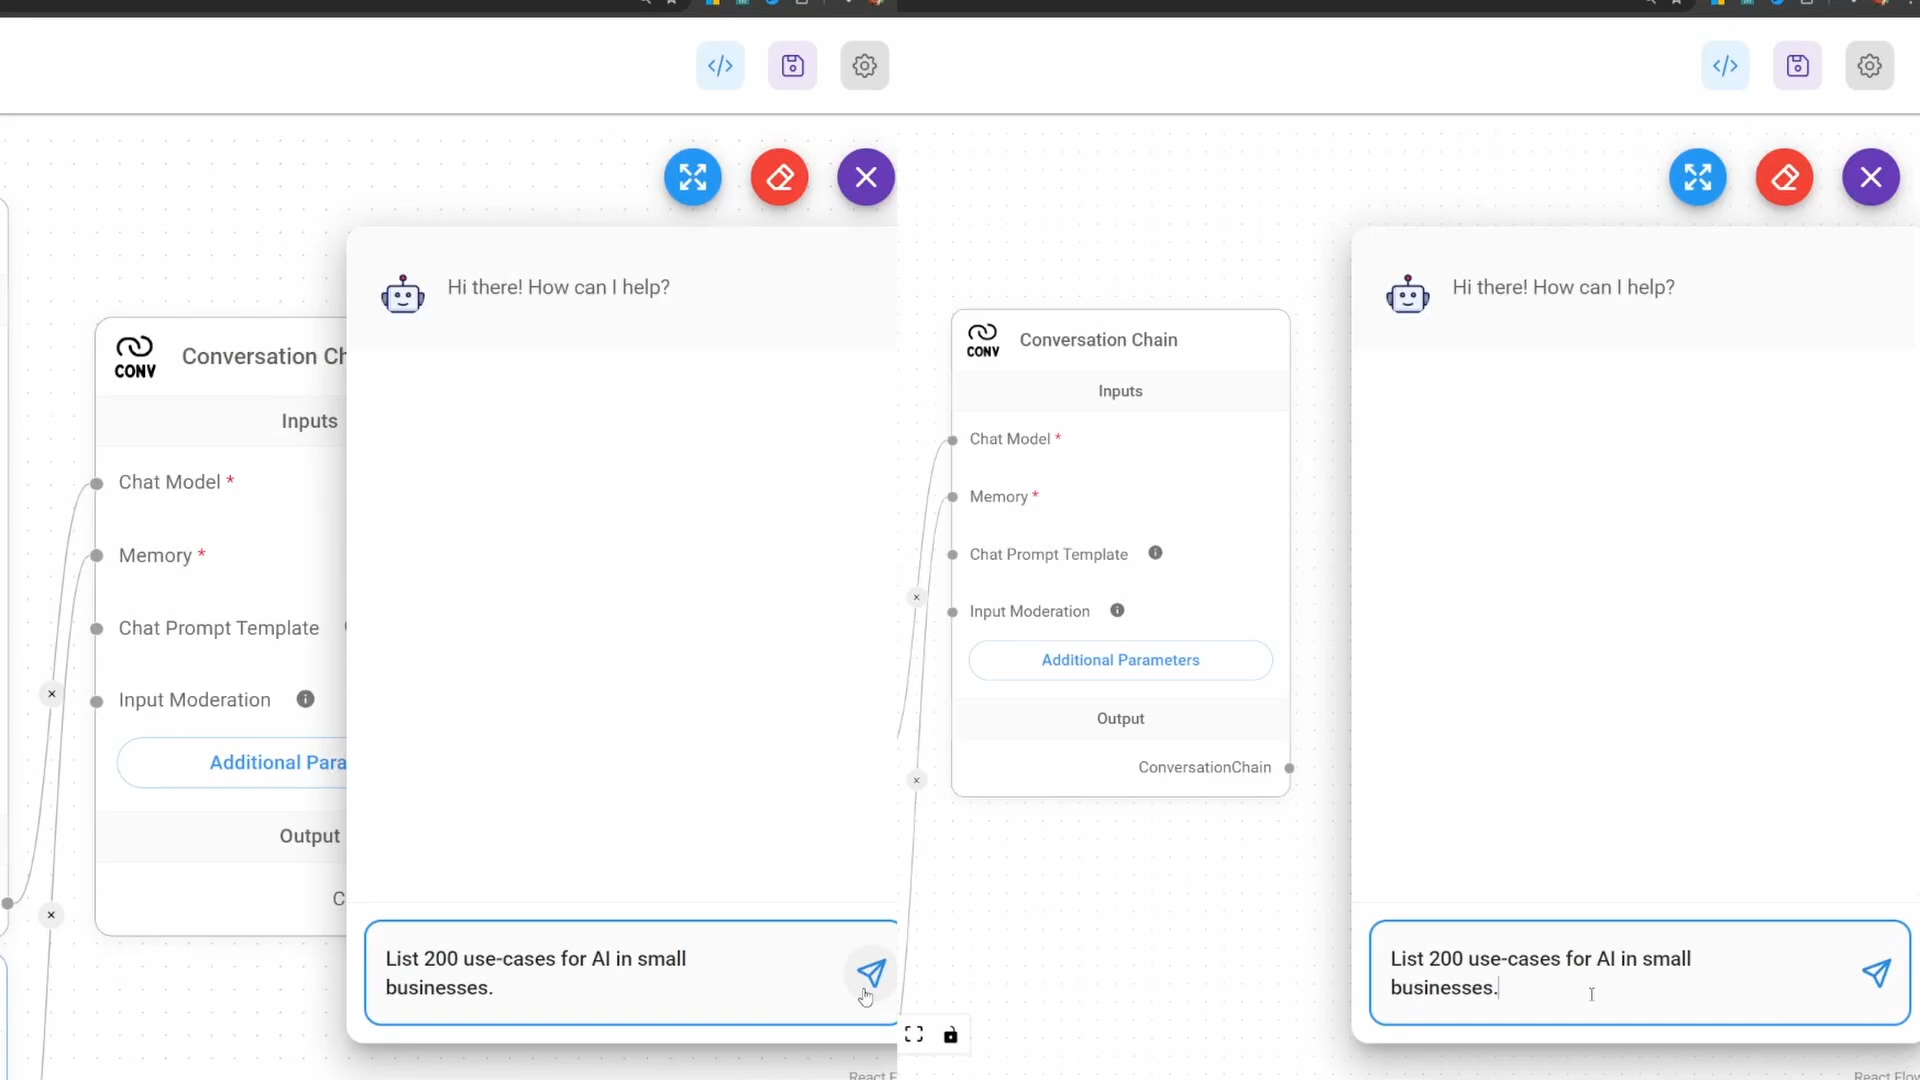 Hi there! How can I help?
CONV
Conversation Ch
Inputs
Chat Model *
Memory *
Chat Prompt Template
Input Moderation
Additional Para
Output
C
List 200 use-cases for AI in small
businesses.
React F
Hi there! How can I help?
CONV
Conversation Chain
Inputs
Chat Model *
Memory *
Chat Prompt Template
Input Moderation
Additional Parameters
Output
ConversationChain
List 200 use-cases for AI in small
businesses.
React Flow